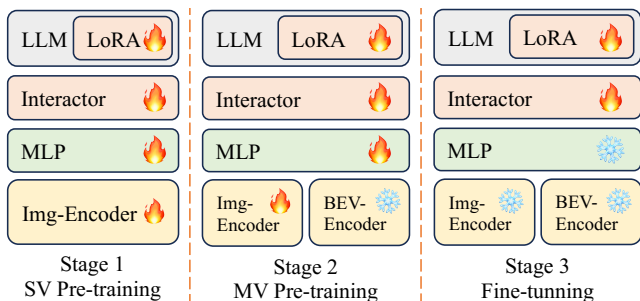 LLM LoRA
Interactor
MLP
Img-Encoder
Stage 1
SV Pre-training
LLM LoRA
Interactor
MLP
Img-
Encoder
BEV-
Encoder
Stage 2
MV Pre-training
LLM LoRA
Interactor
MLP
Img-
Encoder
BEV-
Encoder
Stage 3
Fine-tunning